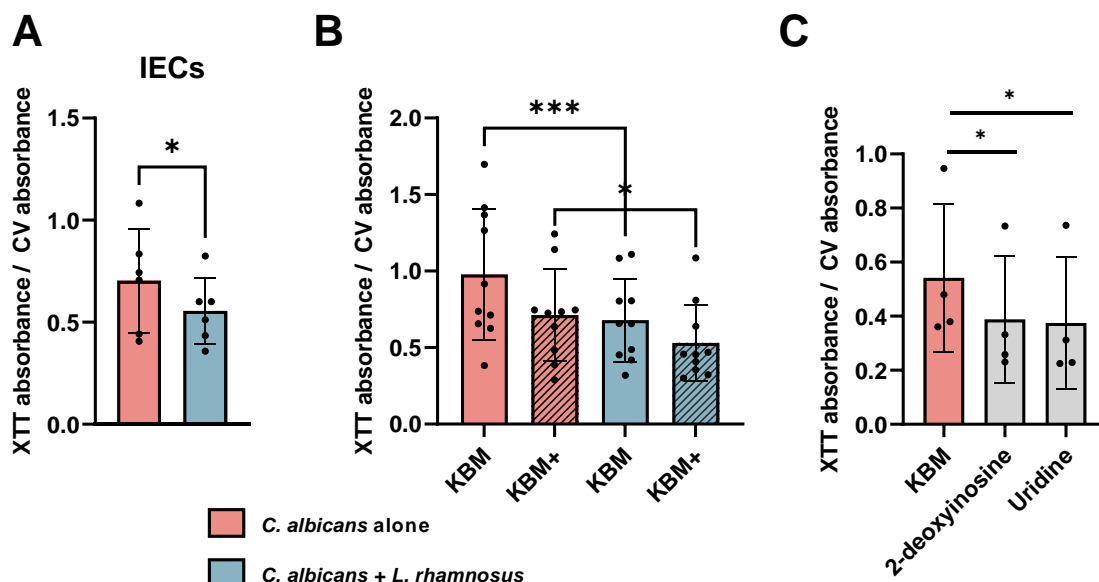 A
B
C
IECs
XTT absorbance / CV absorbance
1.5
1.0
0.5
0.0
*
XTT absorbance / CV absorbance
2.0
1.5
1.0
0.5
0.0
***
*
KBM
KBM+
KBM
KBM+
XTT absorbance / CV absorbance
1.0
0.8
0.6
0.4
0.2
0.0
*
*
KBM
2-deoxyinosine
Uridine
C. albicans alone
C. albicans + L. rhamnosus